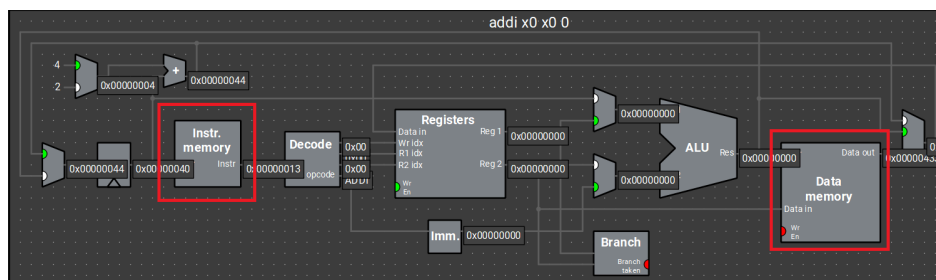 addi x0 x0 0
4
2
0x00000004
+
0x00000044
Instr.
memory
Instr
Decode
opcode
0x00
0x00
ADDI
Registers
Data in
Wr idx
R1 idx
R2 idx
Reg 1
Reg 2
Wr
En
0x00000000
0x00000000
0x00000000
0x00000000
ALU
Res
0x00000000
Data
memory
Data out
Data in
Wr
En
0x00000044
0x00000040
0x00000013
Imm.
0x00000000
Branch
Branch
taken